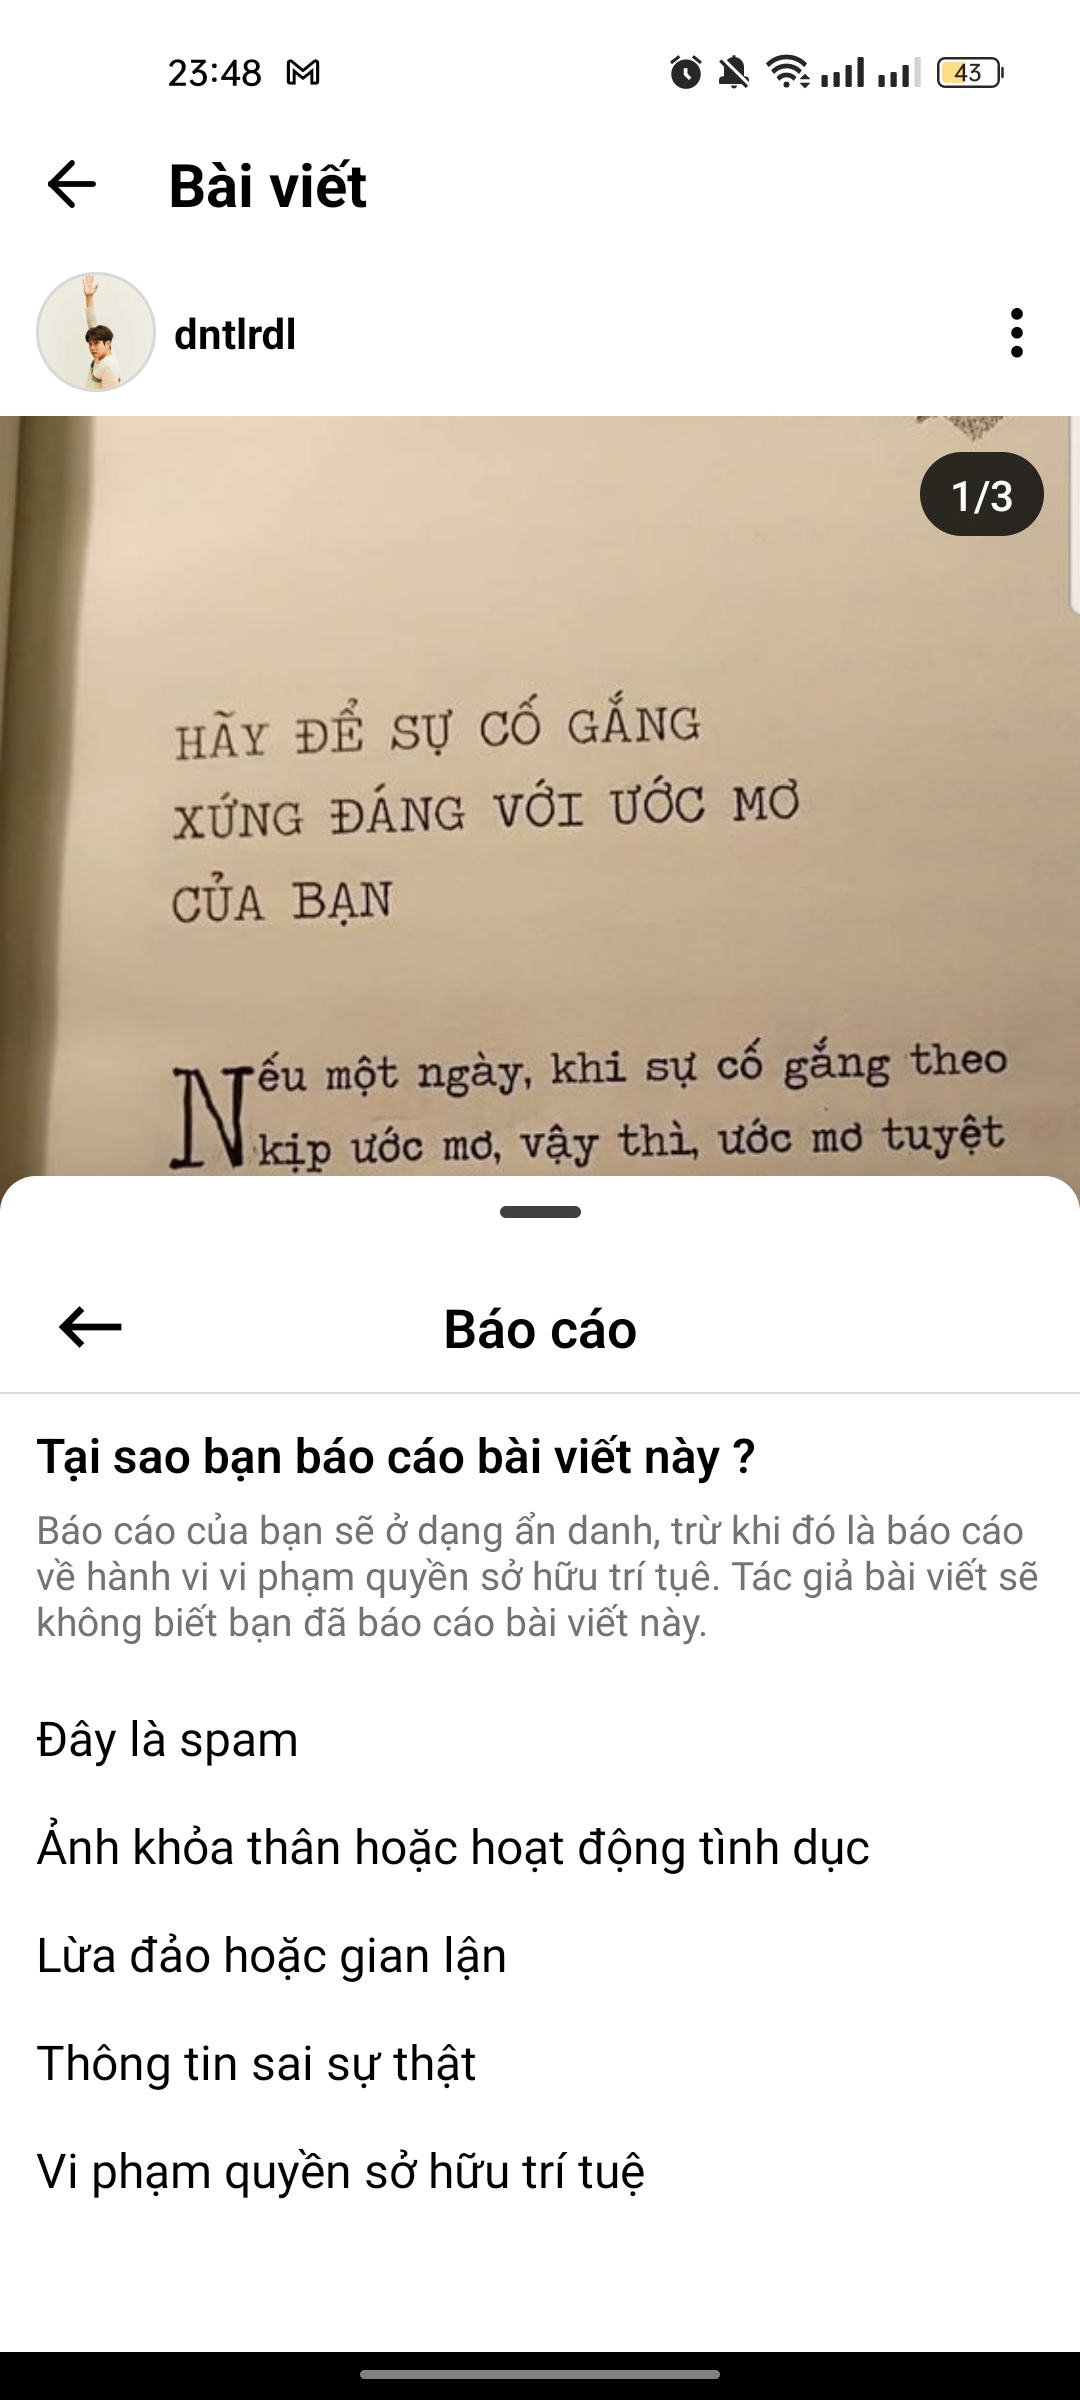 23:48
43
Bài viết
dntlrdl
1/3
HÃY ĐỂ SỰ CỐ GẮNG
XỨNG ĐÁNG VỚI ƯỚC MƠ
CỦA BẠN
Nếu một ngày, khi sự cố gắng theo
kịp ước mơ, vậy thì, ước mơ tuyệt
Báo cáo
Tại sao bạn báo cáo bài viết này ?
Báo cáo của bạn sẽ ở dạng ẩn danh, trừ khi đó là báo cáo
về hành vi vi phạm quyền sở hữu trí tụê. Tác giả bài viết sẽ
không biết bạn đã báo cáo bài viết này.
Đây là spam
Ảnh khỏa thân hoặc hoạt động tình dục
Lừa đảo hoặc gian lận
Thông tin sai sự thật
Vi phạm quyền sở hữu trí tuệ